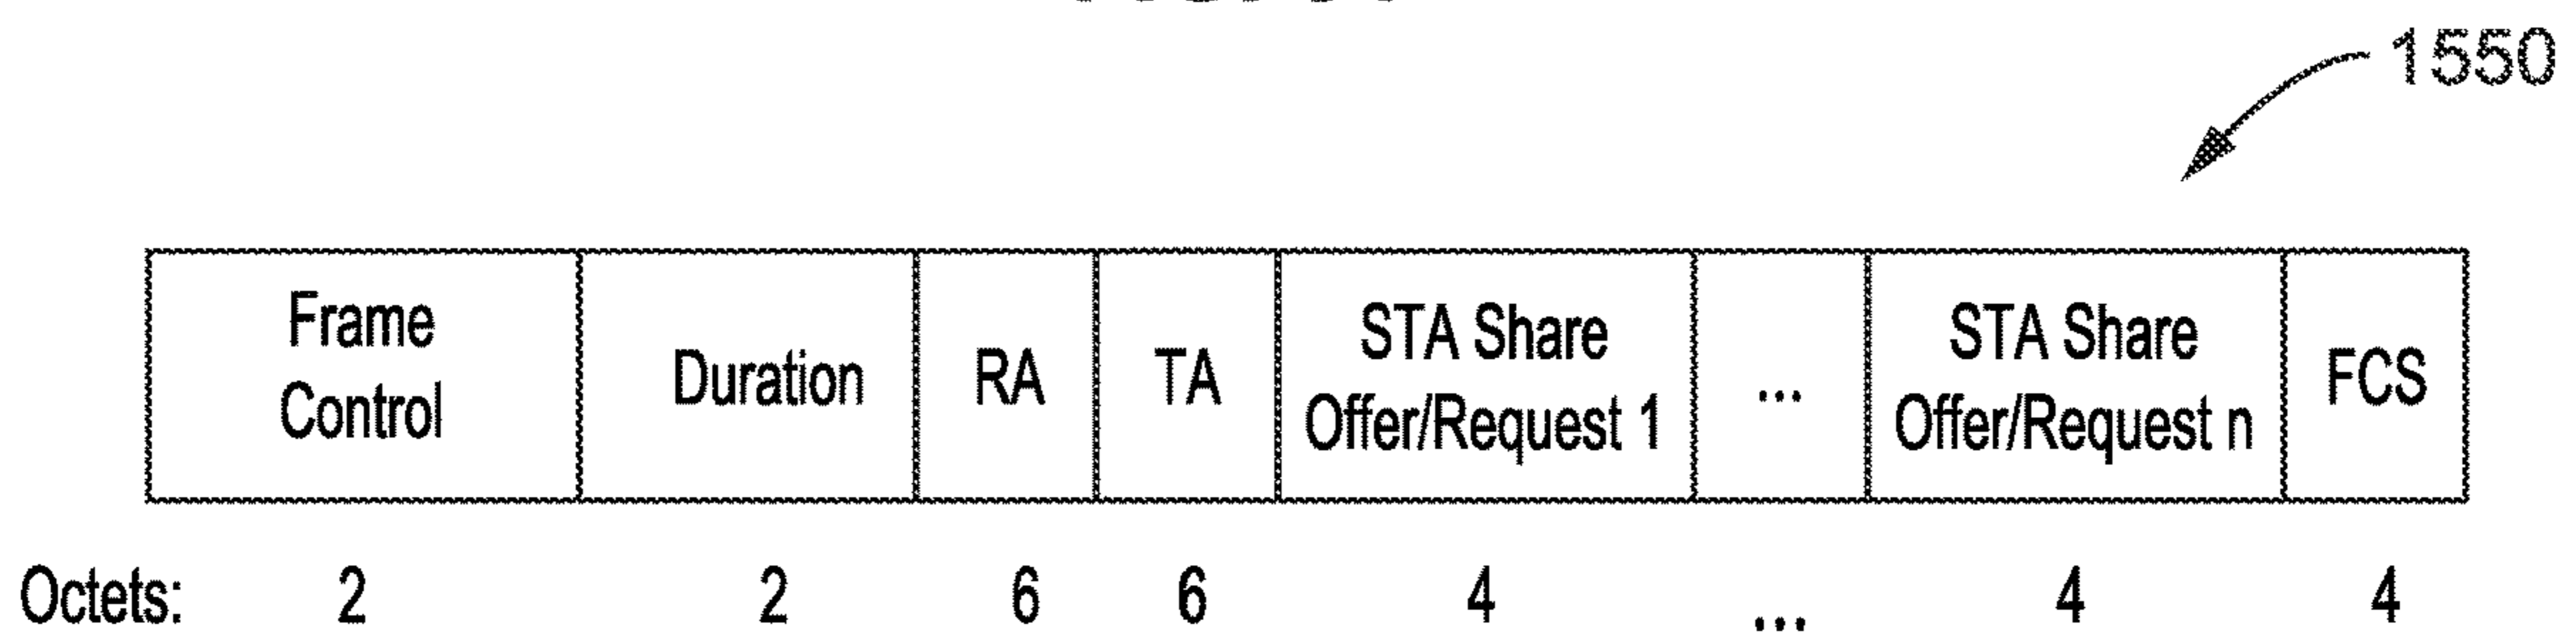 1550
Frame
Control
Duration
RA
TA
STA Share
Offer/Request 1
...
STA Share
Offer/Request n
FCS
Octets: 2 2 6 6 4 ... 4 4